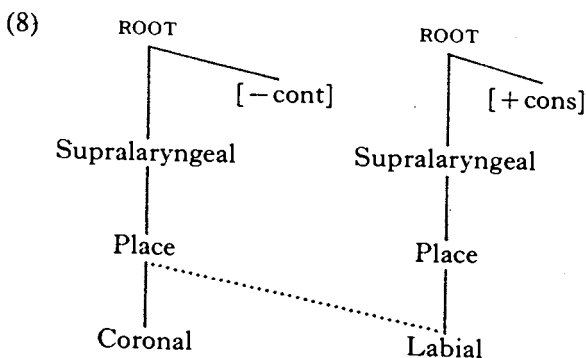 (8)
ROOT ROOT
[−cont] [+cons]
Supralaryngeal Supralaryngeal
Place Place
Coronal Labial